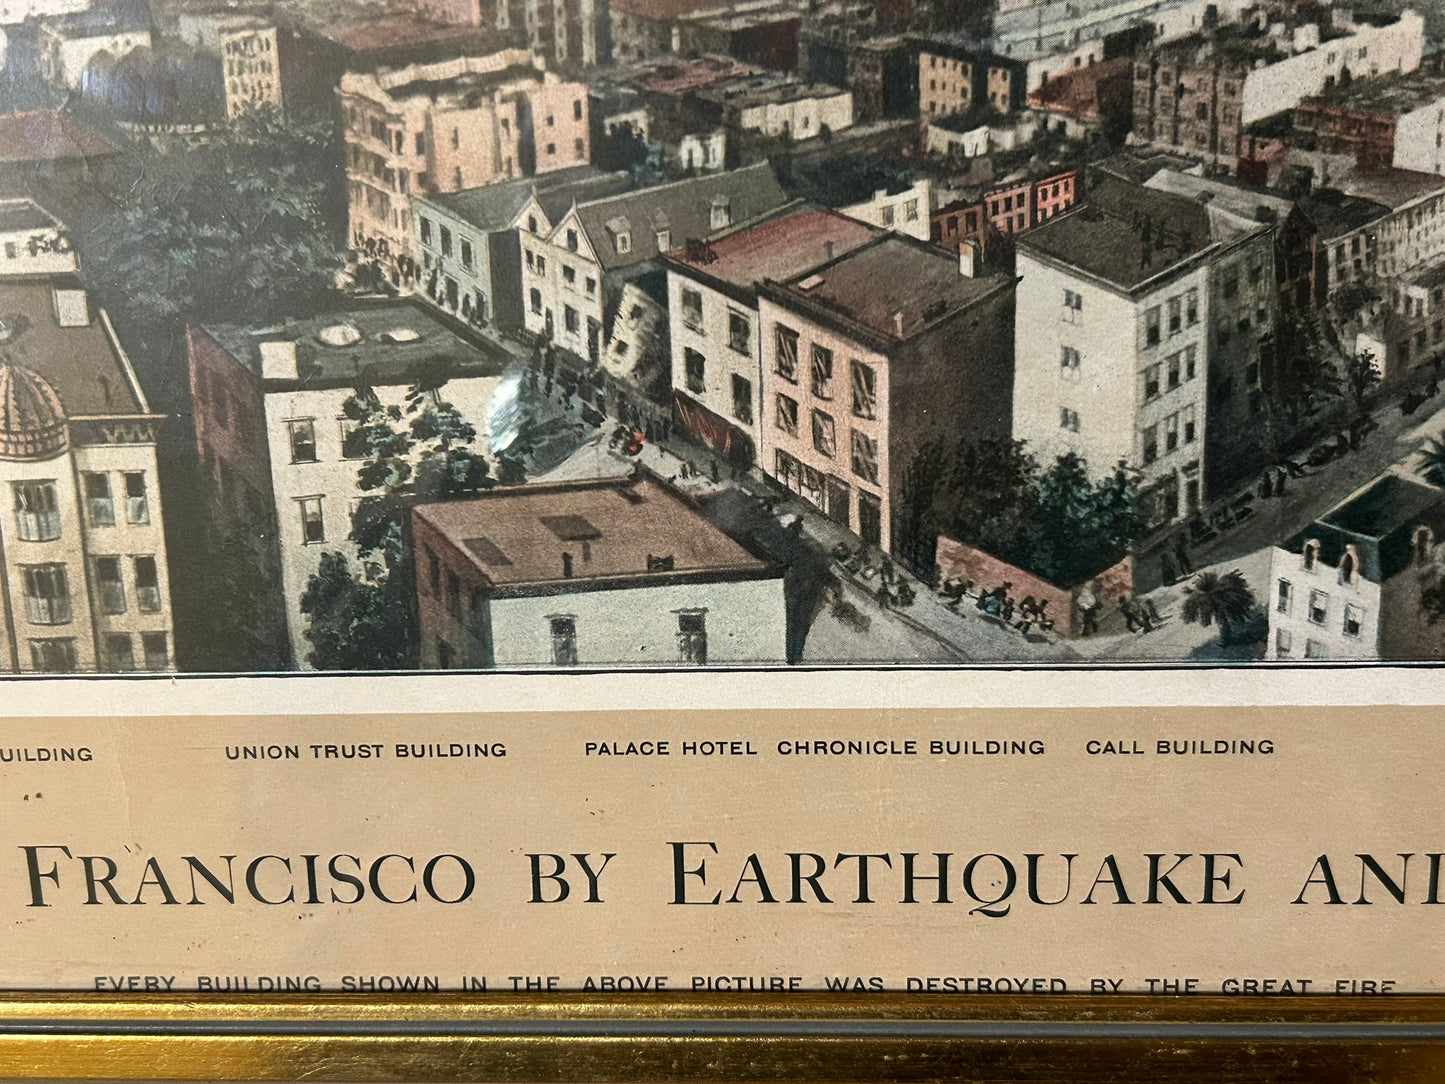 UILDING UNION TRUST BUILDING PALACE HOTEL CHRONICLE BUILDING CALL BUILDING
FRANCISCO BY EARTHQUAKE AND
EVERY BUILDING SHOWN IN THE ABOVE PICTURE WAS DESTROYED BY THE GREAT FIRE